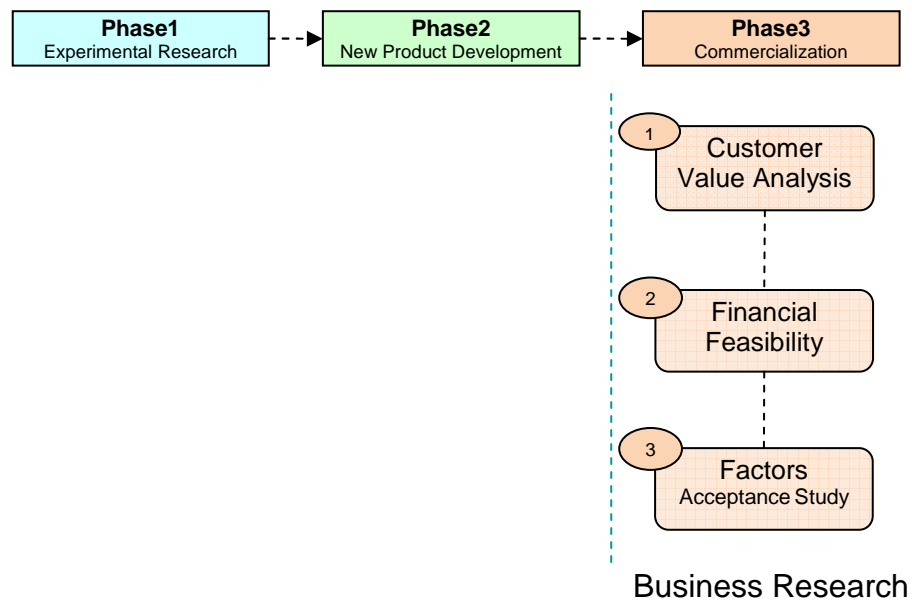 Phase1
Experimental Research
Phase2
New Product Development
Phase3
Commercialization
1
Customer
Value Analysis
2
Financial
Feasibility
3
Factors
Acceptance Study
Business Research